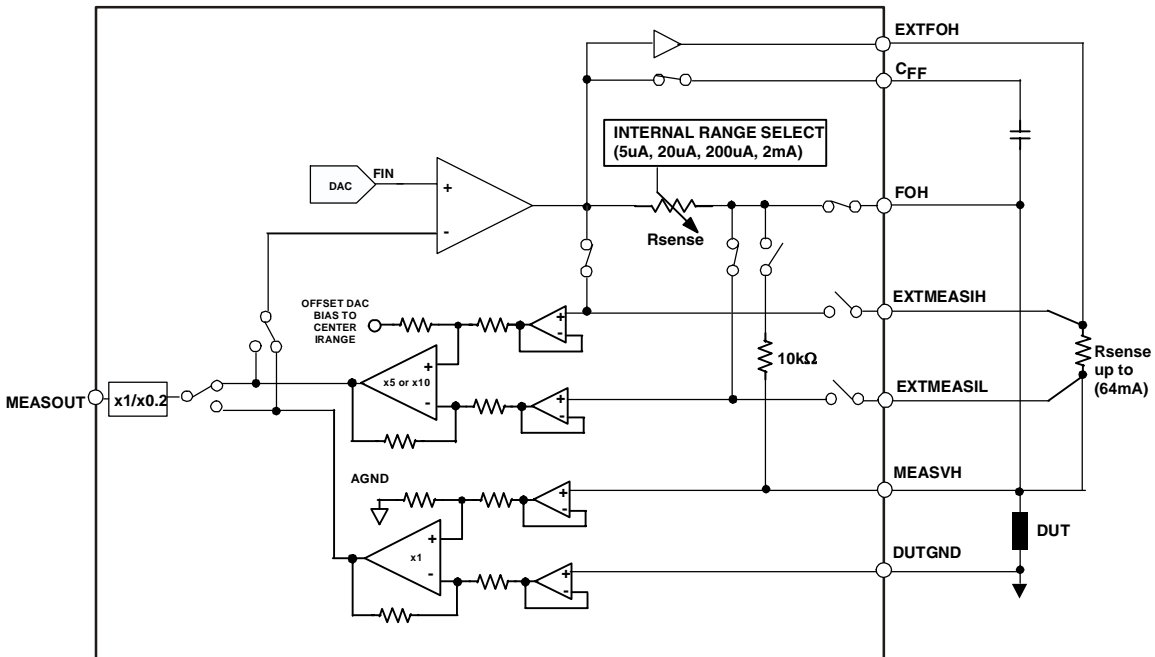 EXTFOH
CFF
INTERNAL RANGE SELECT
(5uA, 20uA, 200uA, 2mA)
DAC
FIN
+
-
FOH
Rsense
OFFSET DAC
BIAS TO
CENTER
IRANGE
+
-
EXTMEASIH
+
x5 or x10
-
10kΩ
Rsense
up to
(64mA)
MEASOUT
x1/x0.2
+
-
EXTMEASIL
AGND
+
-
MEASVH
+
x1
-
DUT
+
-
DUTGND